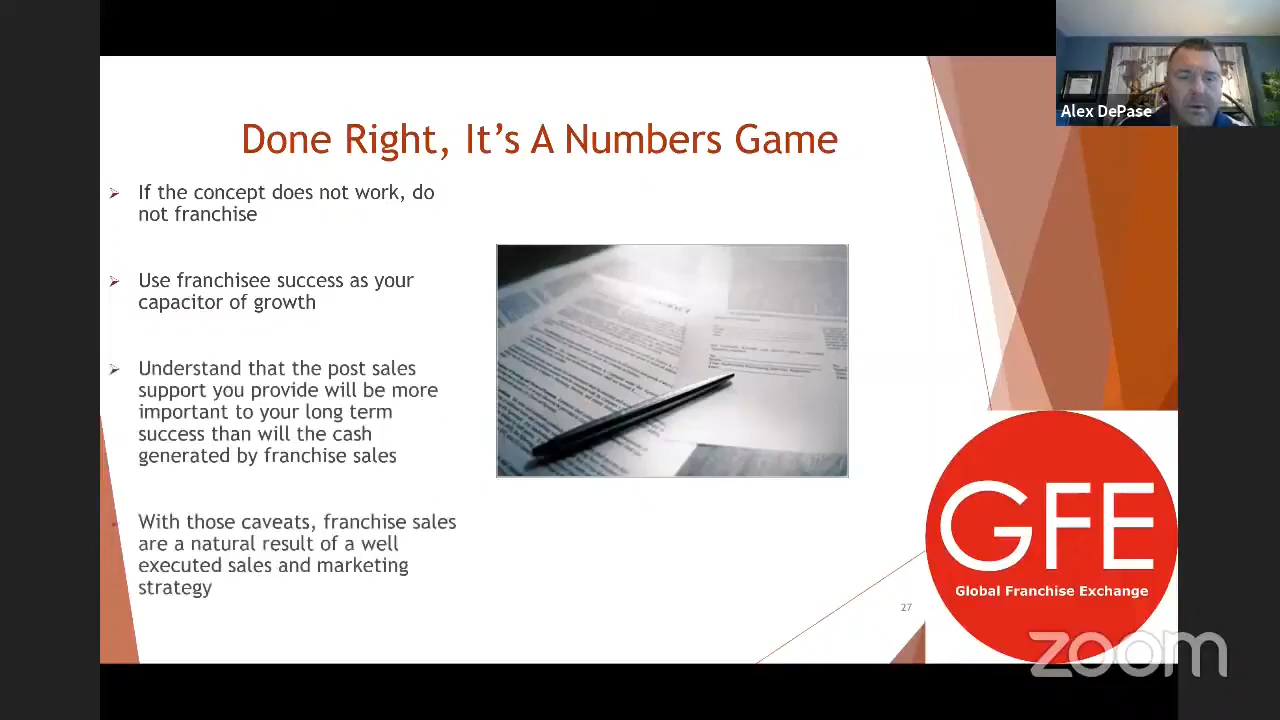 Alex DePase
Done Right, It's A Numbers Game
If the concept does not work, do
not franchise
Use franchisee success as your
capacitor of growth
Understand that the post sales
support you provide will be more
important to your long term
success than will the cash
generated by franchise sales
With those caveats, franchise sales
are a natural result of a well
executed sales and marketing
strategy
27
GFE
Global Franchise Exchange
zoom